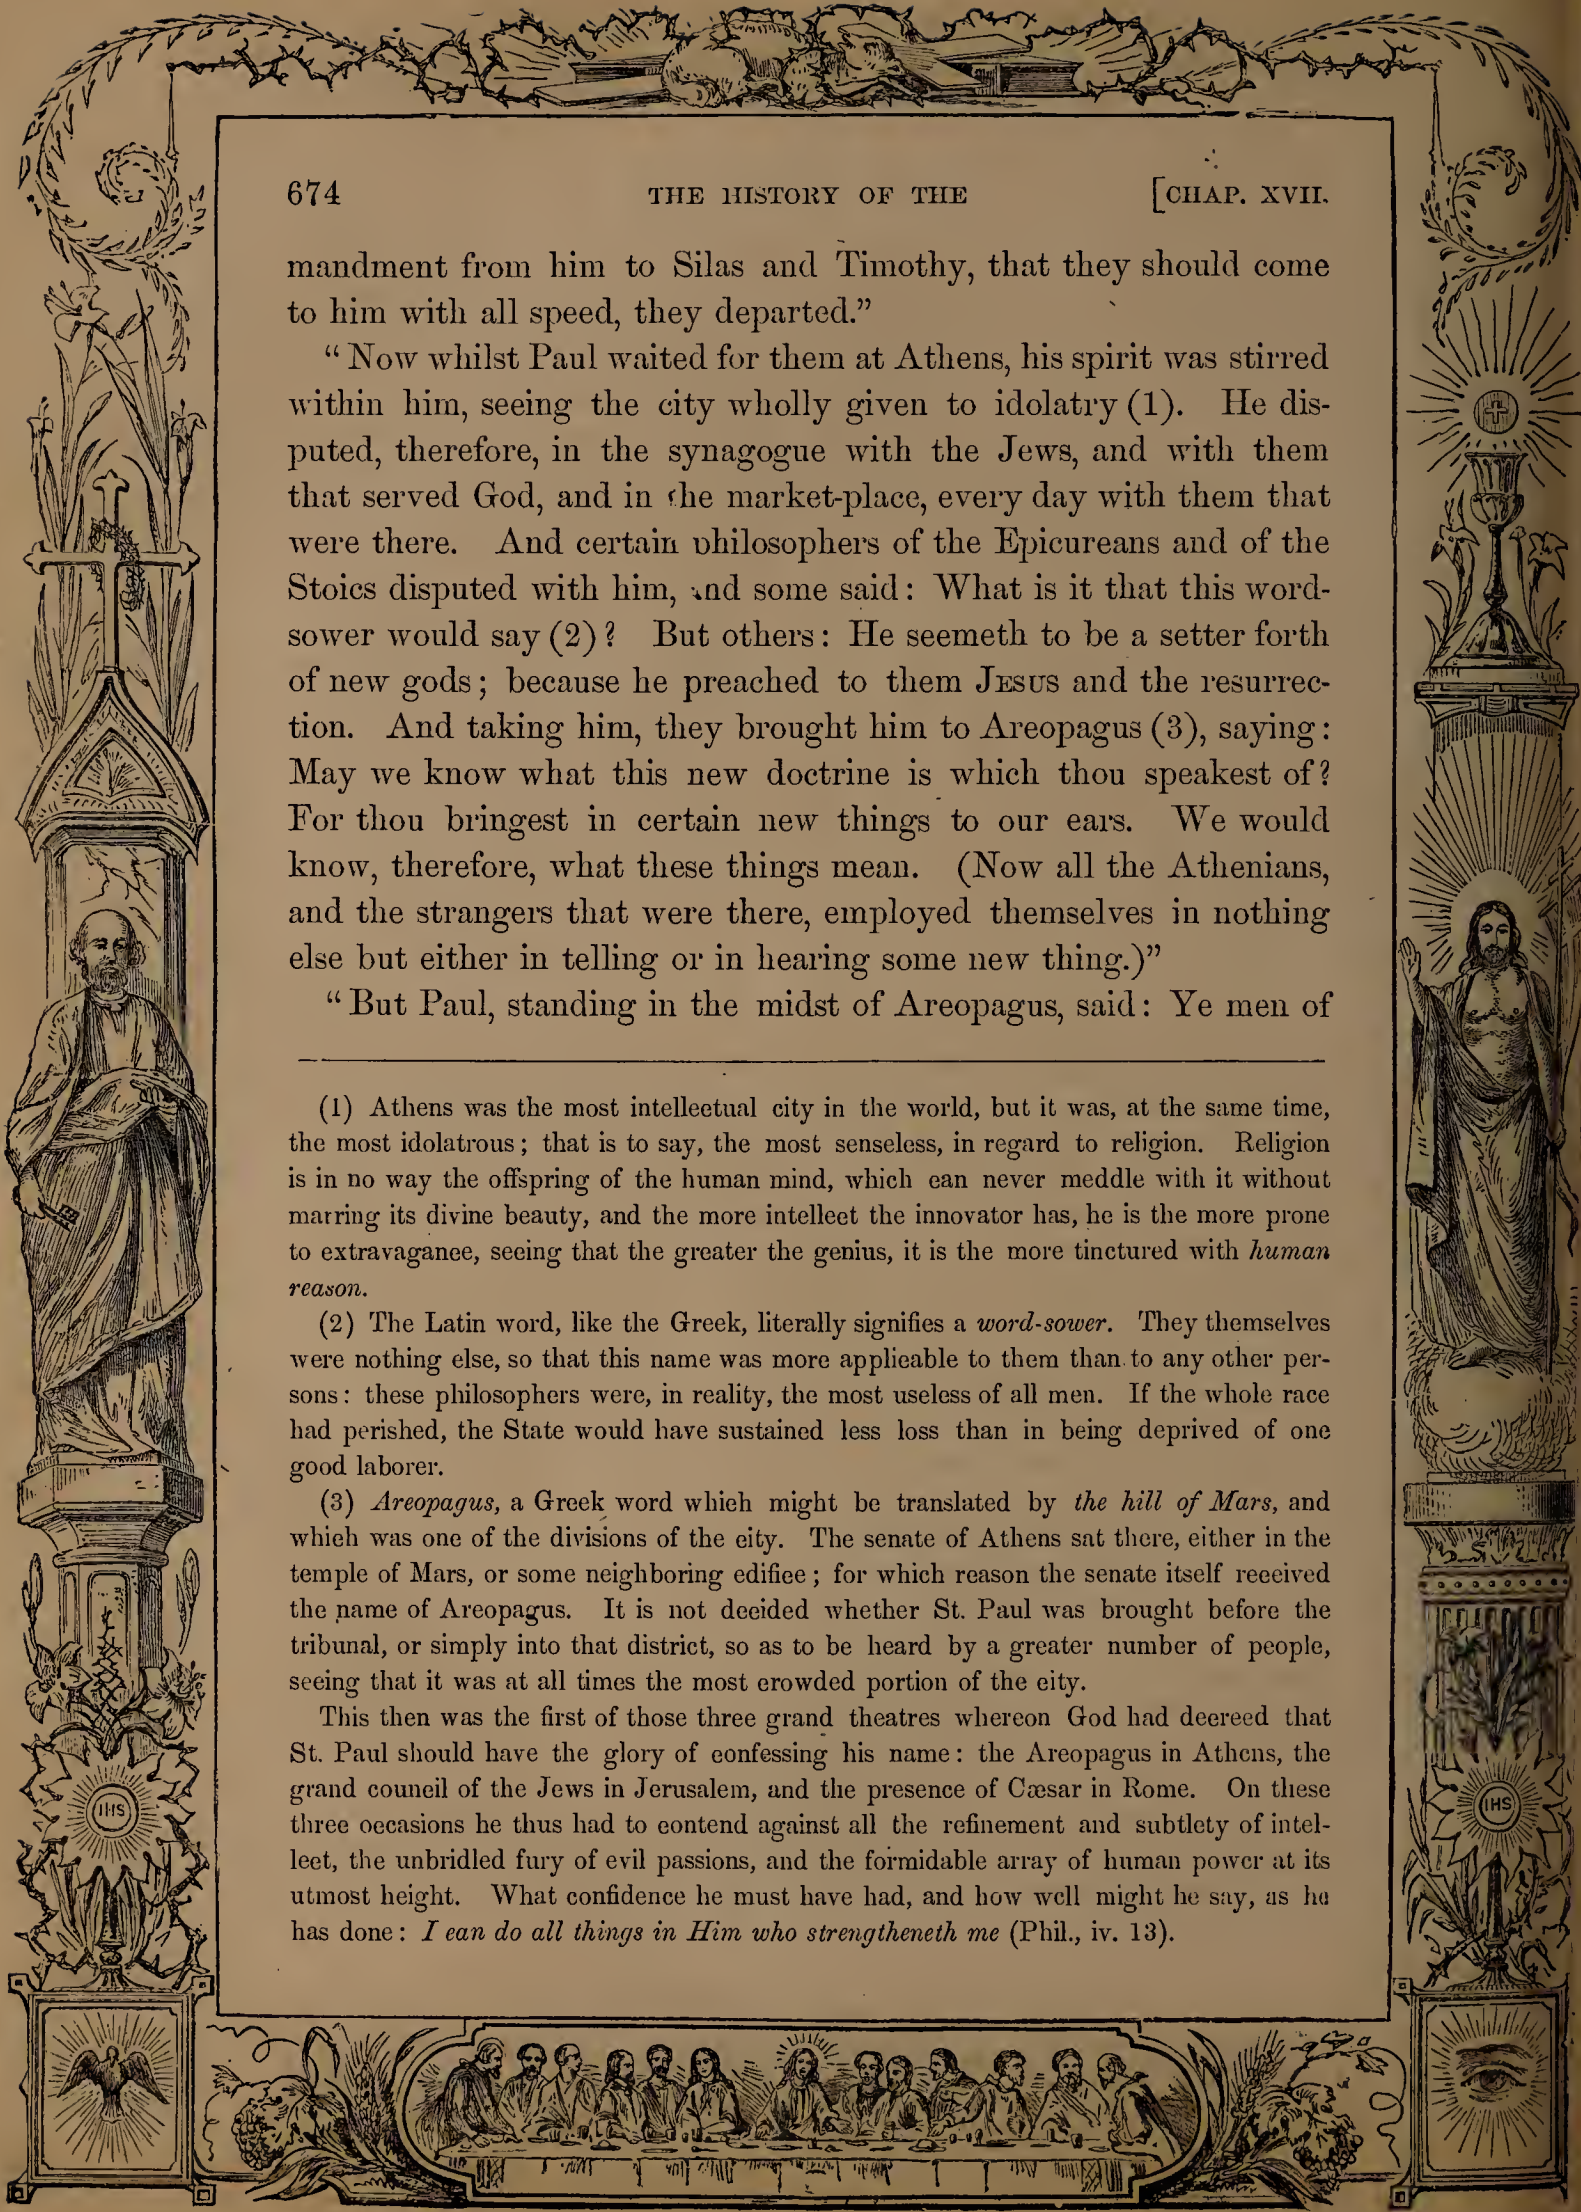 674 THE HISTORY OF THE [CHAP. XVII.
mandment from him to Silas and Timothy, that they should come
to him with all speed, they departed.”
“Now whilst Paul waited for them at Athens, his spirit was stirred
within him, seeing the city wholly given to idolatry (1). He dis-
puted, therefore, in the synagogue with the Jews, and with them
that served God, and in the market-place, every day with them that
were there. And certain philosophers of the Epicureans and of the
Stoics disputed with him, and some said: What is it that this word-
sower would say (2)? But others: He seemeth to be a setter forth
of new gods; because he preached to them JESUS and the resurrec-
tion. And taking him, they brought him to Areopagus (3), saying:
May we know what this new doctrine is which thou speakest of?
For thou bringest in certain new things to our ears. We would
know, therefore, what these things mean. (Now all the Athenians,
and the strangers that were there, employed themselves in nothing
else but either in telling or in hearing some new thing.)”
“But Paul, standing in the midst of Areopagus, said: Ye men of
(1) Athens was the most intellectual city in the world, but it was, at the same time,
the most idolatrous; that is to say, the most senseless, in regard to religion. Religion
is in no way the offspring of the human mind, which can never meddle with it without
marring its divine beauty, and the more intellect the innovator has, he is the more prone
to extravagance, seeing that the greater the genius, it is the more tinctured with human
reason.
(2) The Latin word, like the Greek, literally signifies a word-sower. They themselves
were nothing else, so that this name was more applicable to them than to any other per-
sons: these philosophers were, in reality, the most useless of all men. If the whole race
had perished, the State would have sustained less loss than in being deprived of one
good laborer.
(3) Areopagus, a Greek word which might be translated by the hill of Mars, and
which was one of the divisions of the city. The senate of Athens sat there, either in the
temple of Mars, or some neighboring edifice; for which reason the senate itself received
the name of Areopagus. It is not decided whether St. Paul was brought before the
tribunal, or simply into that district, so as to be heard by a greater number of people,
seeing that it was at all times the most crowded portion of the city.
This then was the first of those three grand theatres whereon God had decreed that
St. Paul should have the glory of confessing his name: the Areopagus in Athens, the
grand council of the Jews in Jerusalem, and the presence of Cæsar in Rome. On these
three occasions he thus had to contend against all the refinement and subtlety of intel-
lect, the unbridled fury of evil passions, and the formidable array of human power at its
utmost height. What confidence he must have had, and how well might he say, as he
has done: I can do all things in Him who strengtheneth me (Phil., iv. 13).
IHS
IHS